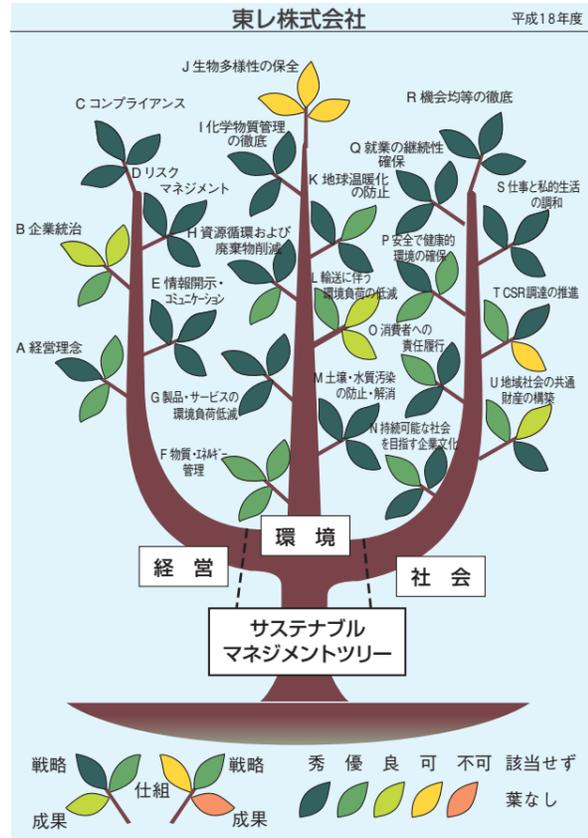 東レ株式会社
平成18年度
J 生物多様性の保全
C コンプライアンス
R 機会均等の徹底
I 化学物質管理
の徹底
Q 就業の継続性
確保
D リスク
マネジメント
K 地球温暖化
の防止
S 仕事と私的生活
の調和
B 企業統治
H 資源循環および
廃棄物削減
P 安全で健康的
環境の確保
E 情報開示・
コミュニケーション
L 輸送に伴う
環境負荷の低減
T CSR調達の推進
O 消費者への
責任履行
A 経営理念
G 製品・サービスの
環境負荷低減
M 土壌・水質汚染
の防止・解消
U 地域社会の共通
財産の構築
N 持続可能な社会
を目指す企業文化
F 物質・エネルギー
管理
環 境
経 営
社 会
サステナブル
マネジメントツリー
戦略
仕組
戦略
成果
成果
秀 優 良 可 不可 該当せず
葉なし